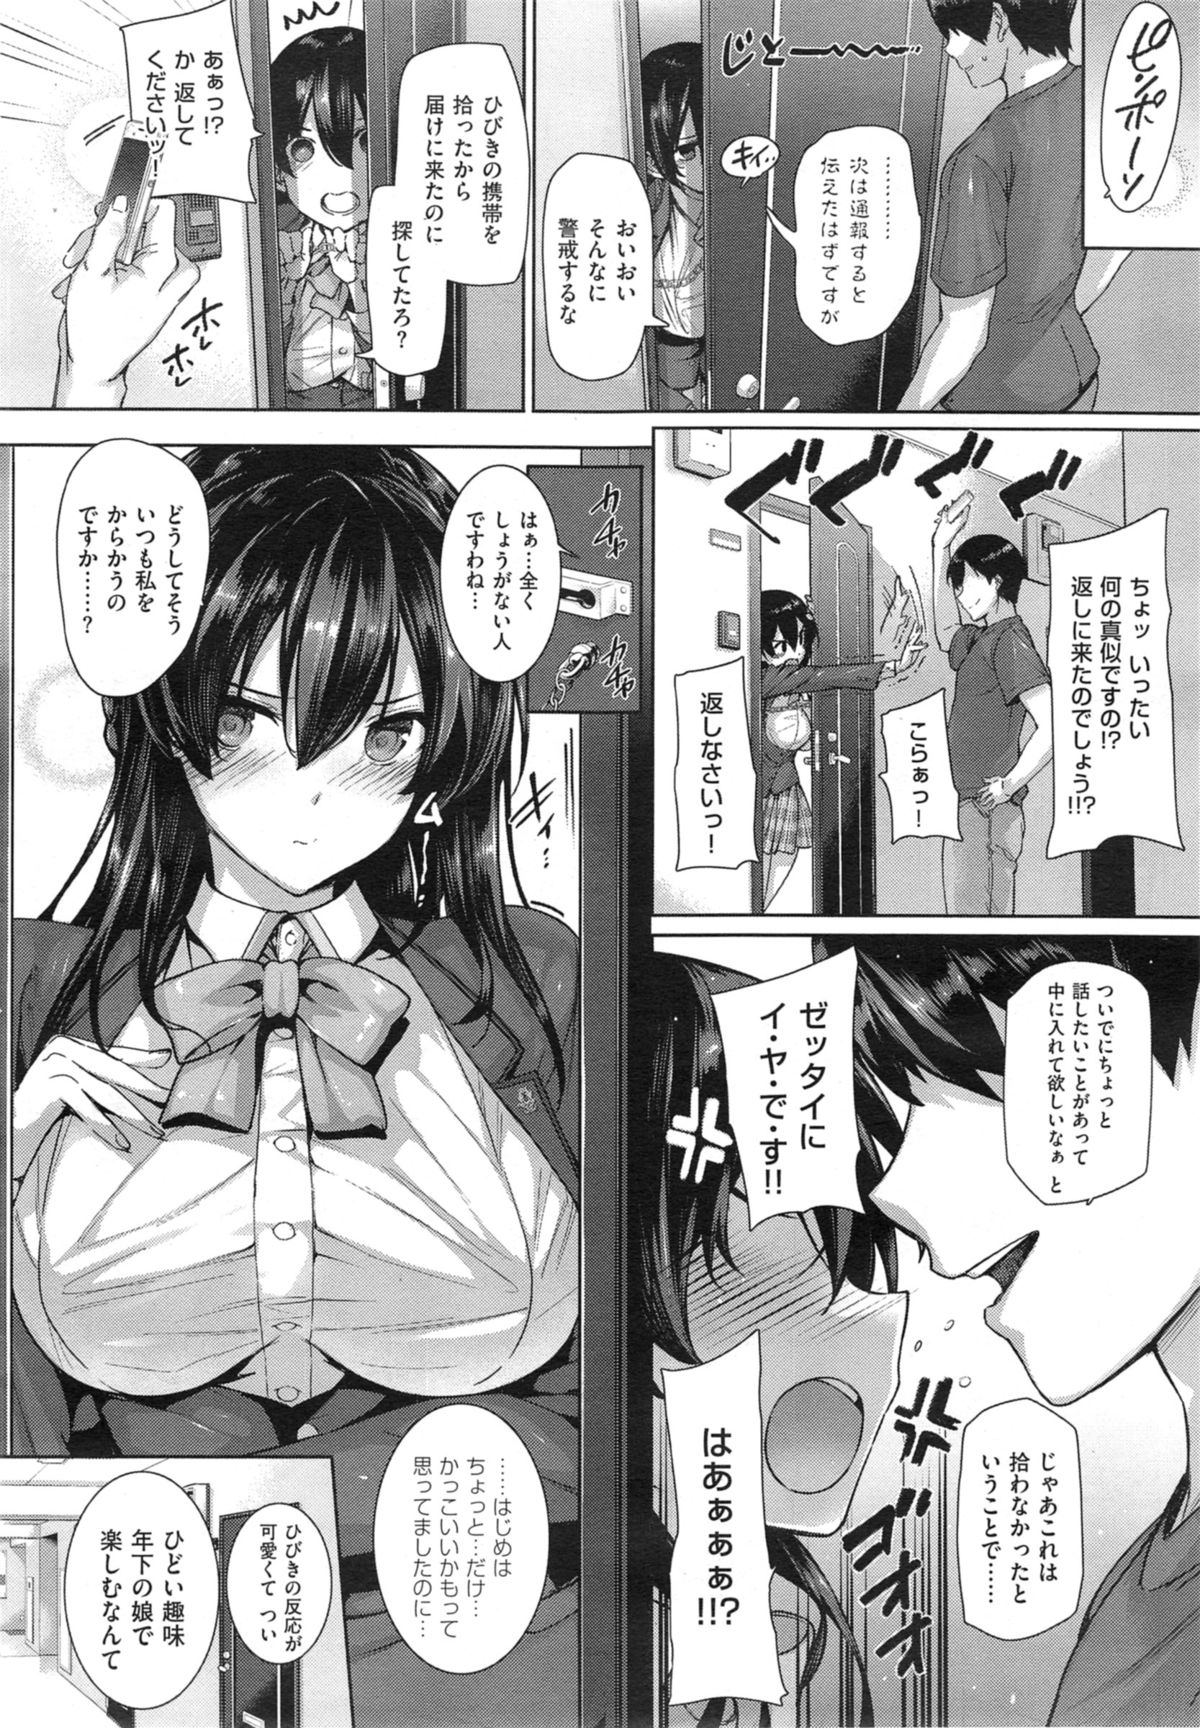 ピンポーン
じとーーー
‥‥‥‥‥
次は通報すると
伝えたはずですが
キィ‥
おいおい
そんなに
警戒するな
ひびきの携帯を
拾ったから
届けに来たのに
探してたろ?
あぁっ!?
か 返して
くださいッ!
ホレ
ホレ
ぐぐぐぐ
ちょッ いったい
何の真似ですの!?
返しに来たのでしょう!!?
こらぁっ!
返しなさいっ!
ついでにちょっと
話したいことがあって
中に入れて欲しいなぁ と
ゼッタイに
イ・ヤ・で・す!!
じゃあこれは
拾わなかったと
いうことで……
はあぁぁぁ!!!?
ゴゴゴ
ガチャ
ガチャ
はぁ…全く
しょうがない人
ですわね…
どうしてそう
いつも私を
からかうの
ですか……?
ムー
……はじめは
ちょっと…だけ…
かっこいいかもって
思ってましたのに…
ひびきの反応が
可愛くて つい
ひどい趣味
年下の娘で
楽しむなんて